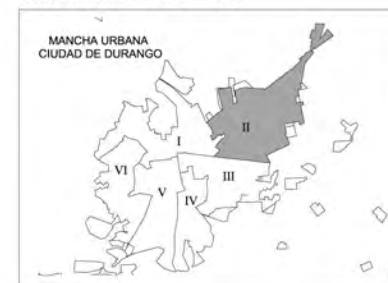 MANCHA URBANA
CIUDAD DE DURANGO
II
I
III
VI
V
IV